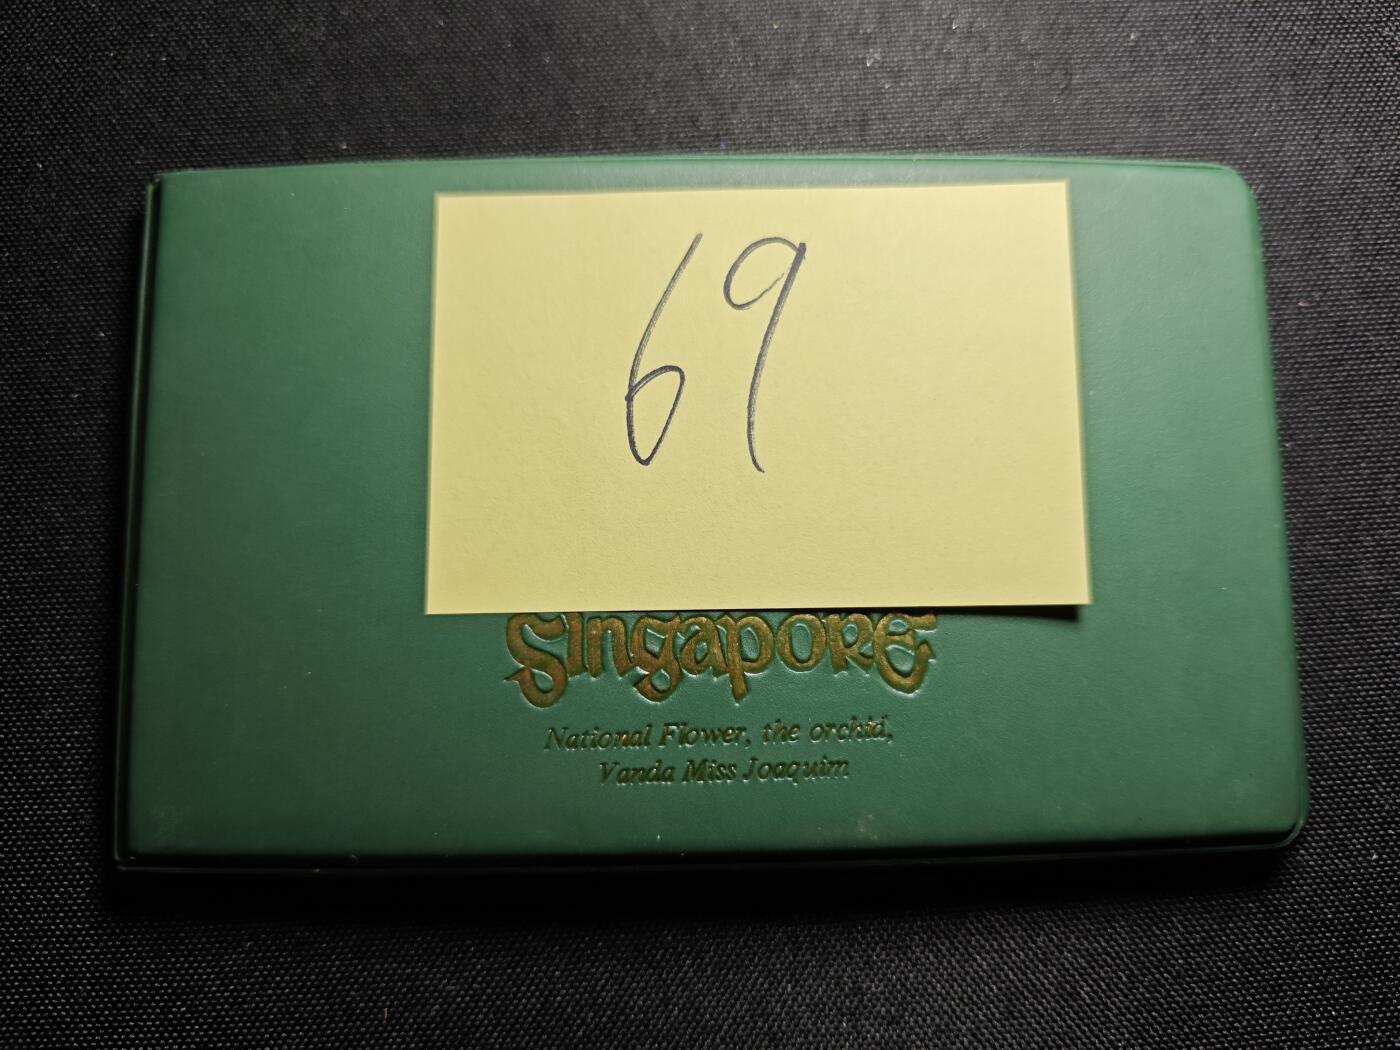 69
SIngapORE
National Flower, the orchid,
Vanda Miss Joaquim